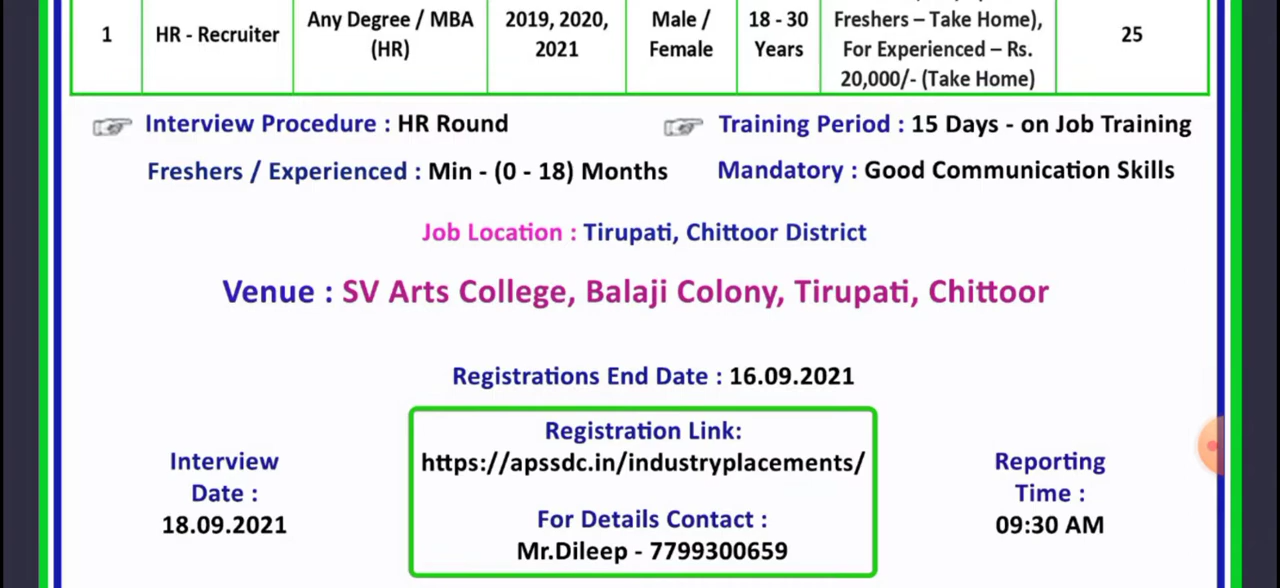 1
HR - Recruiter
Any Degree / MBA
(HR)
2019, 2020,
2021
Male /
Female
18 - 30
Years
Freshers – Take Home),
For Experienced – Rs.
20,000/- (Take Home)
25
Interview Procedure : HR Round
Training Period : 15 Days - on Job Training
Freshers / Experienced : Min - (0 - 18) Months
Mandatory : Good Communication Skills
Job Location : Tirupati, Chittoor District
Venue : SV Arts College, Balaji Colony, Tirupati, Chittoor
Registrations End Date : 16.09.2021
Interview
Date :
18.09.2021
Registration Link:
https://apssdc.in/industryplacements/
For Details Contact :
Mr.Dileep - 7799300659
Reporting
Time :
09:30 AM